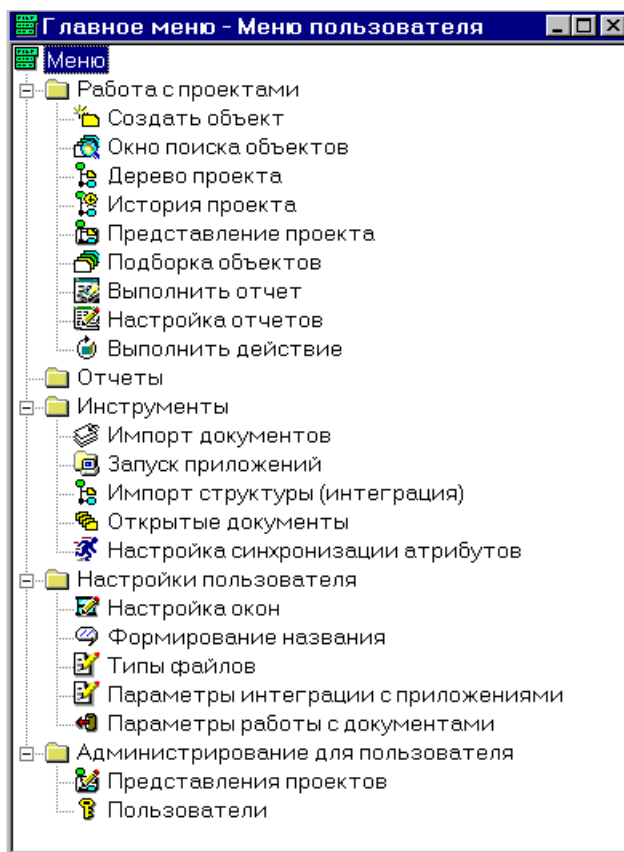 Главное меню - Меню пользователя
Меню
Работа с проектами
Создать объект
Окно поиска объектов
Дерево проекта
История проекта
Представление проекта
Подборка объектов
Выполнить отчет
Настройка отчетов
Выполнить действие
Отчеты
Инструменты
Импорт документов
Запуск приложений
Импорт структуры (интеграция)
Открытые документы
Настройка синхронизации атрибутов
Настройки пользователя
Настройка окон
Формирование названия
Типы файлов
Параметры интеграции с приложениями
Параметры работы с документами
Администрирование для пользователя
Представления проектов
Пользователи